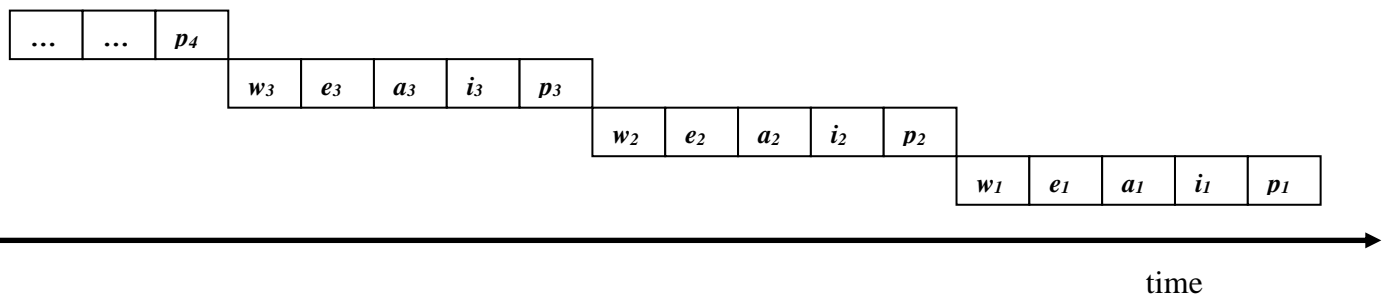 ... ... p4
w3 e3 a3 i3 p3
w2 e2 a2 i2 p2
w1 e1 a1 i1 p1
time